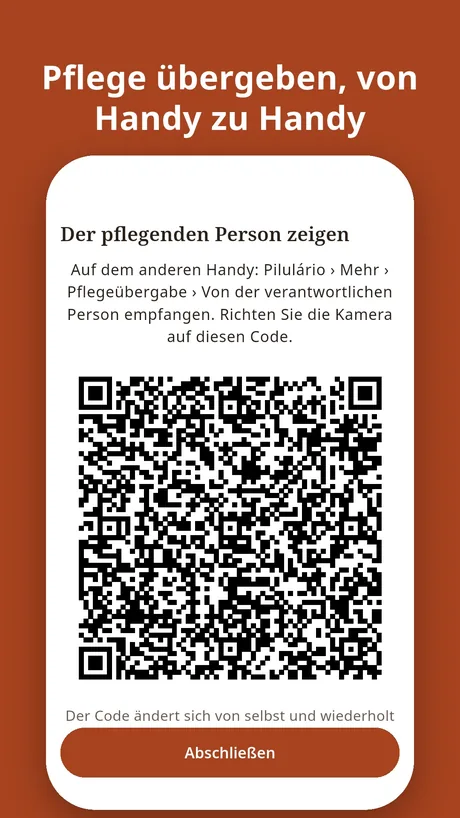 Pflege übergeben, von
Handy zu Handy
Der pflegenden Person zeigen
Auf dem anderen Handy: Pilulário › Mehr ›
Pflegeübergabe › Von der verantwortlichen
Person empfangen. Richten Sie die Kamera
auf diesen Code.
Der Code ändert sich von selbst und wiederholt
Abschließen